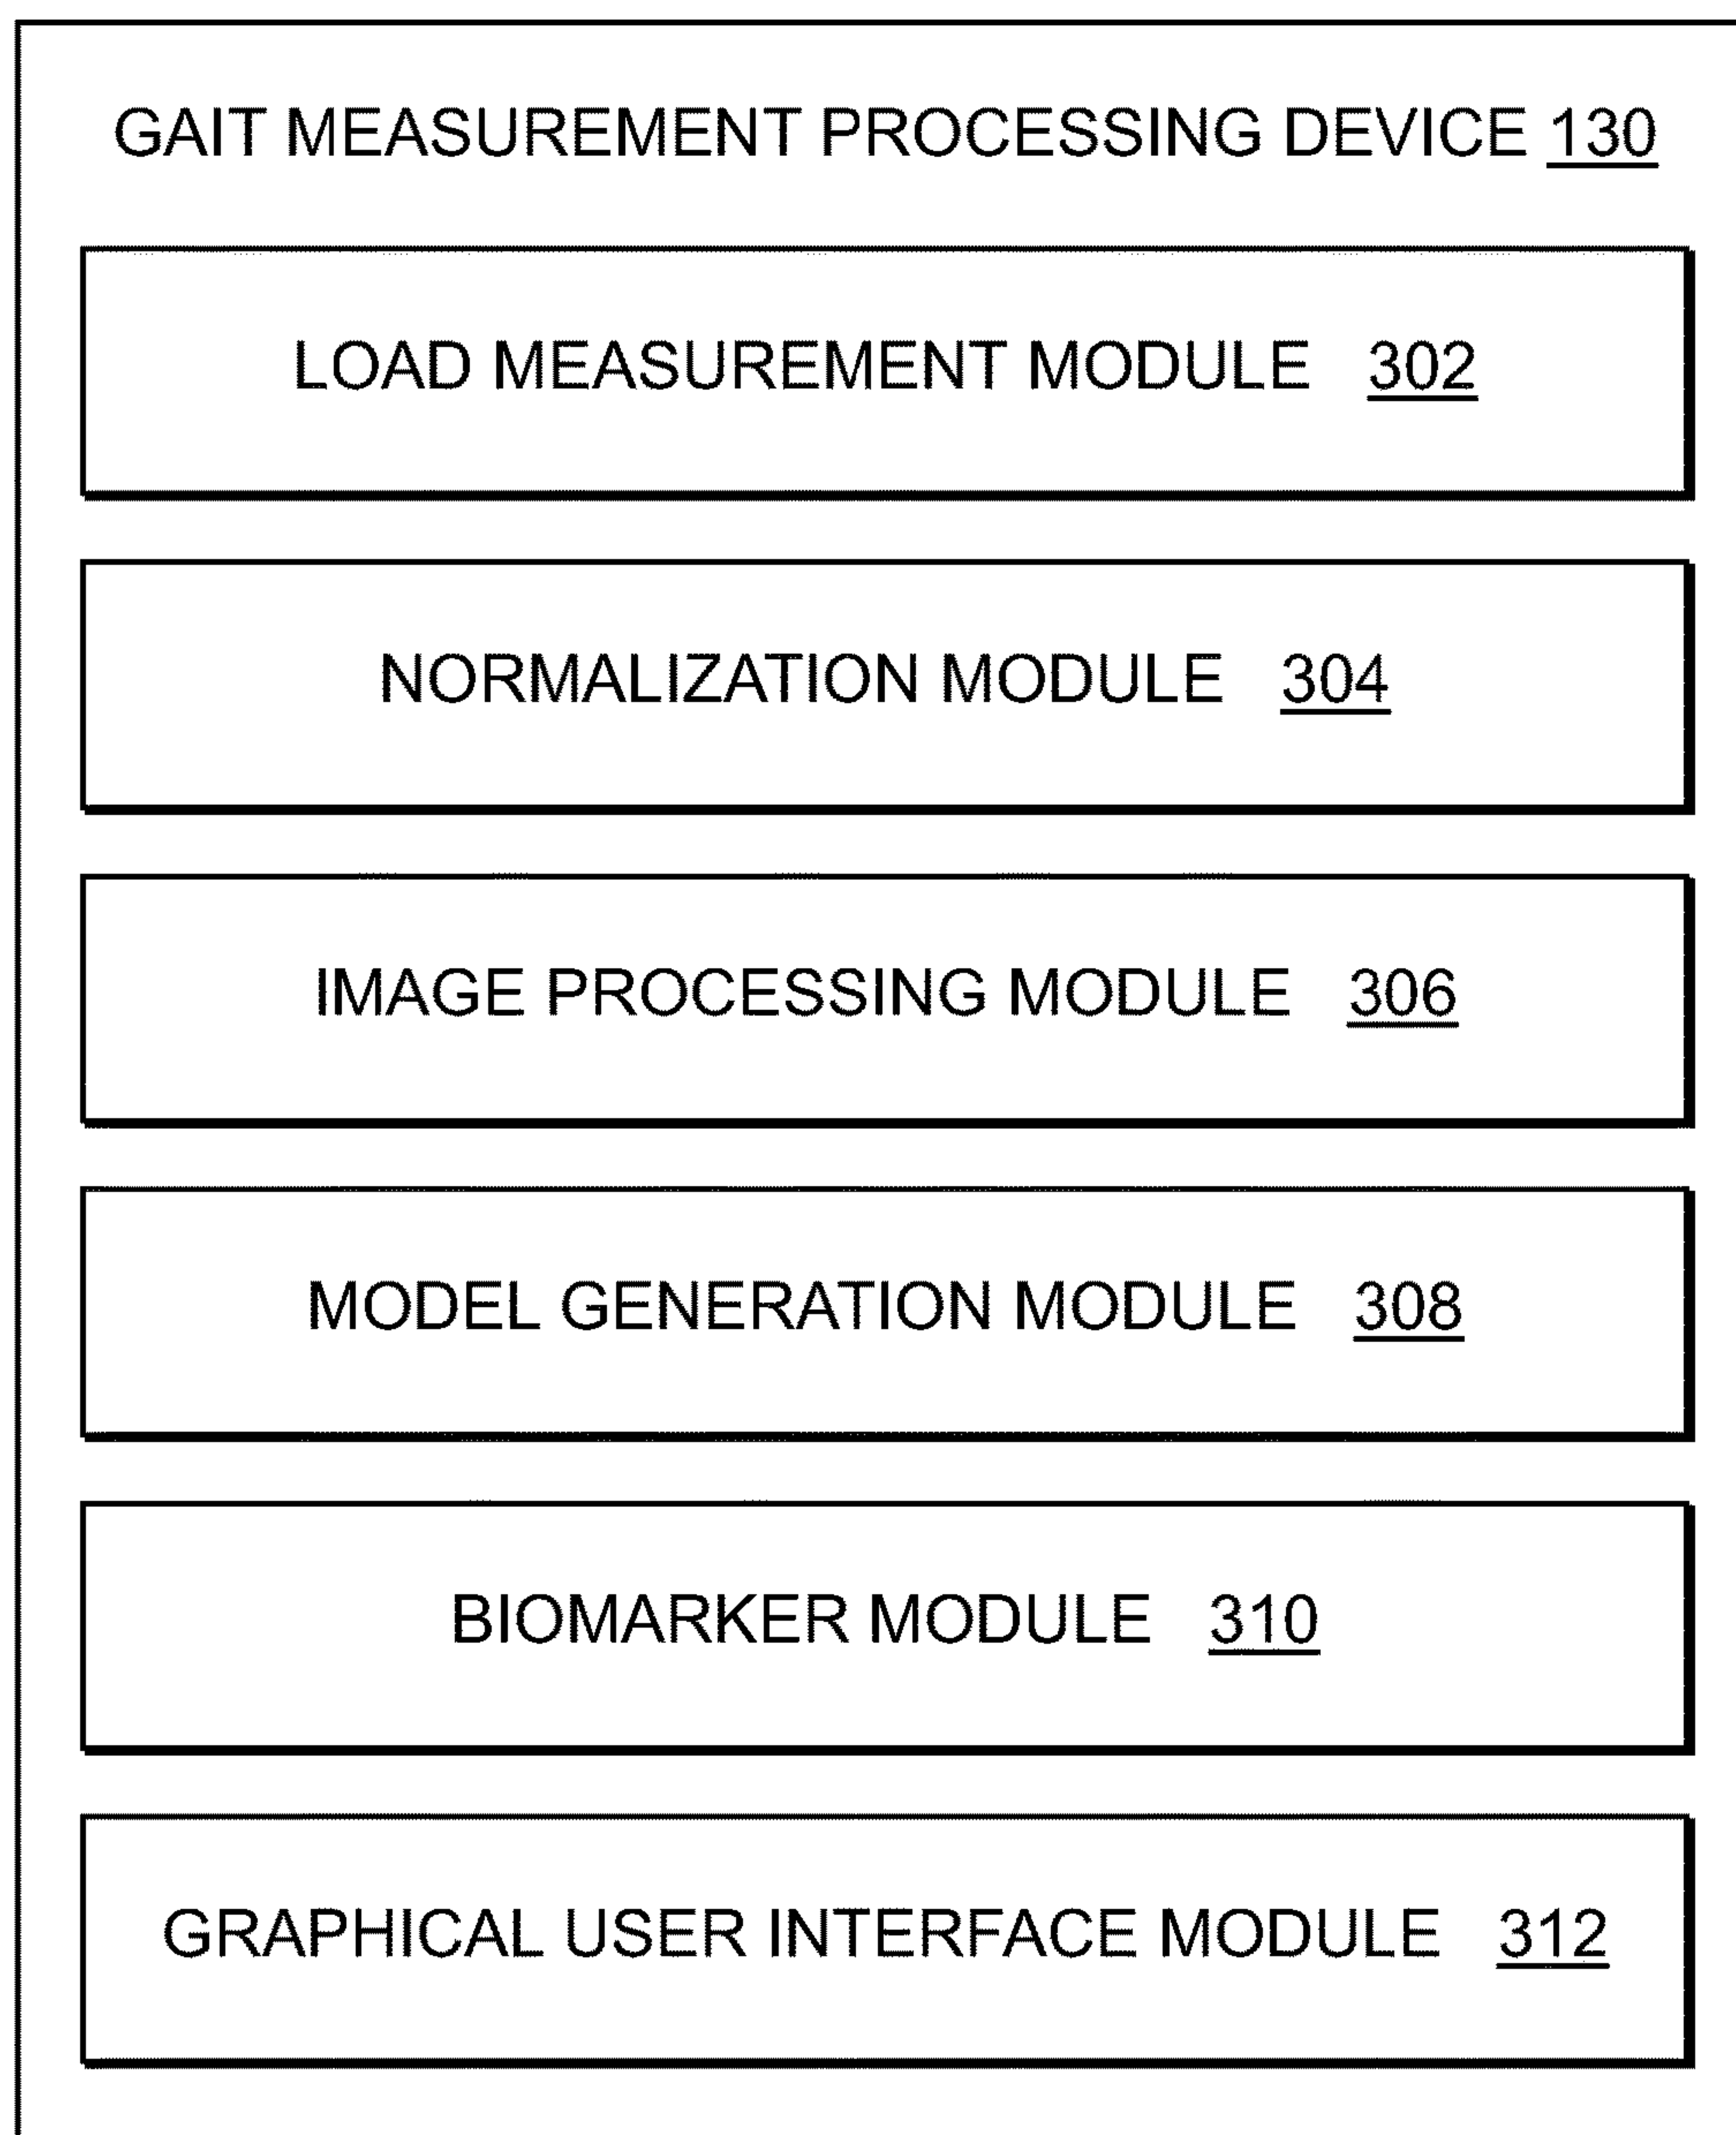 GAIT MEASUREMENT PROCESSING DEVICE 130
LOAD MEASUREMENT MODULE 302
NORMALIZATION MODULE 304
IMAGE PROCESSING MODULE 306
MODEL GENERATION MODULE 308
BIOMARKER MODULE 310
GRAPHICAL USER INTERFACE MODULE 312